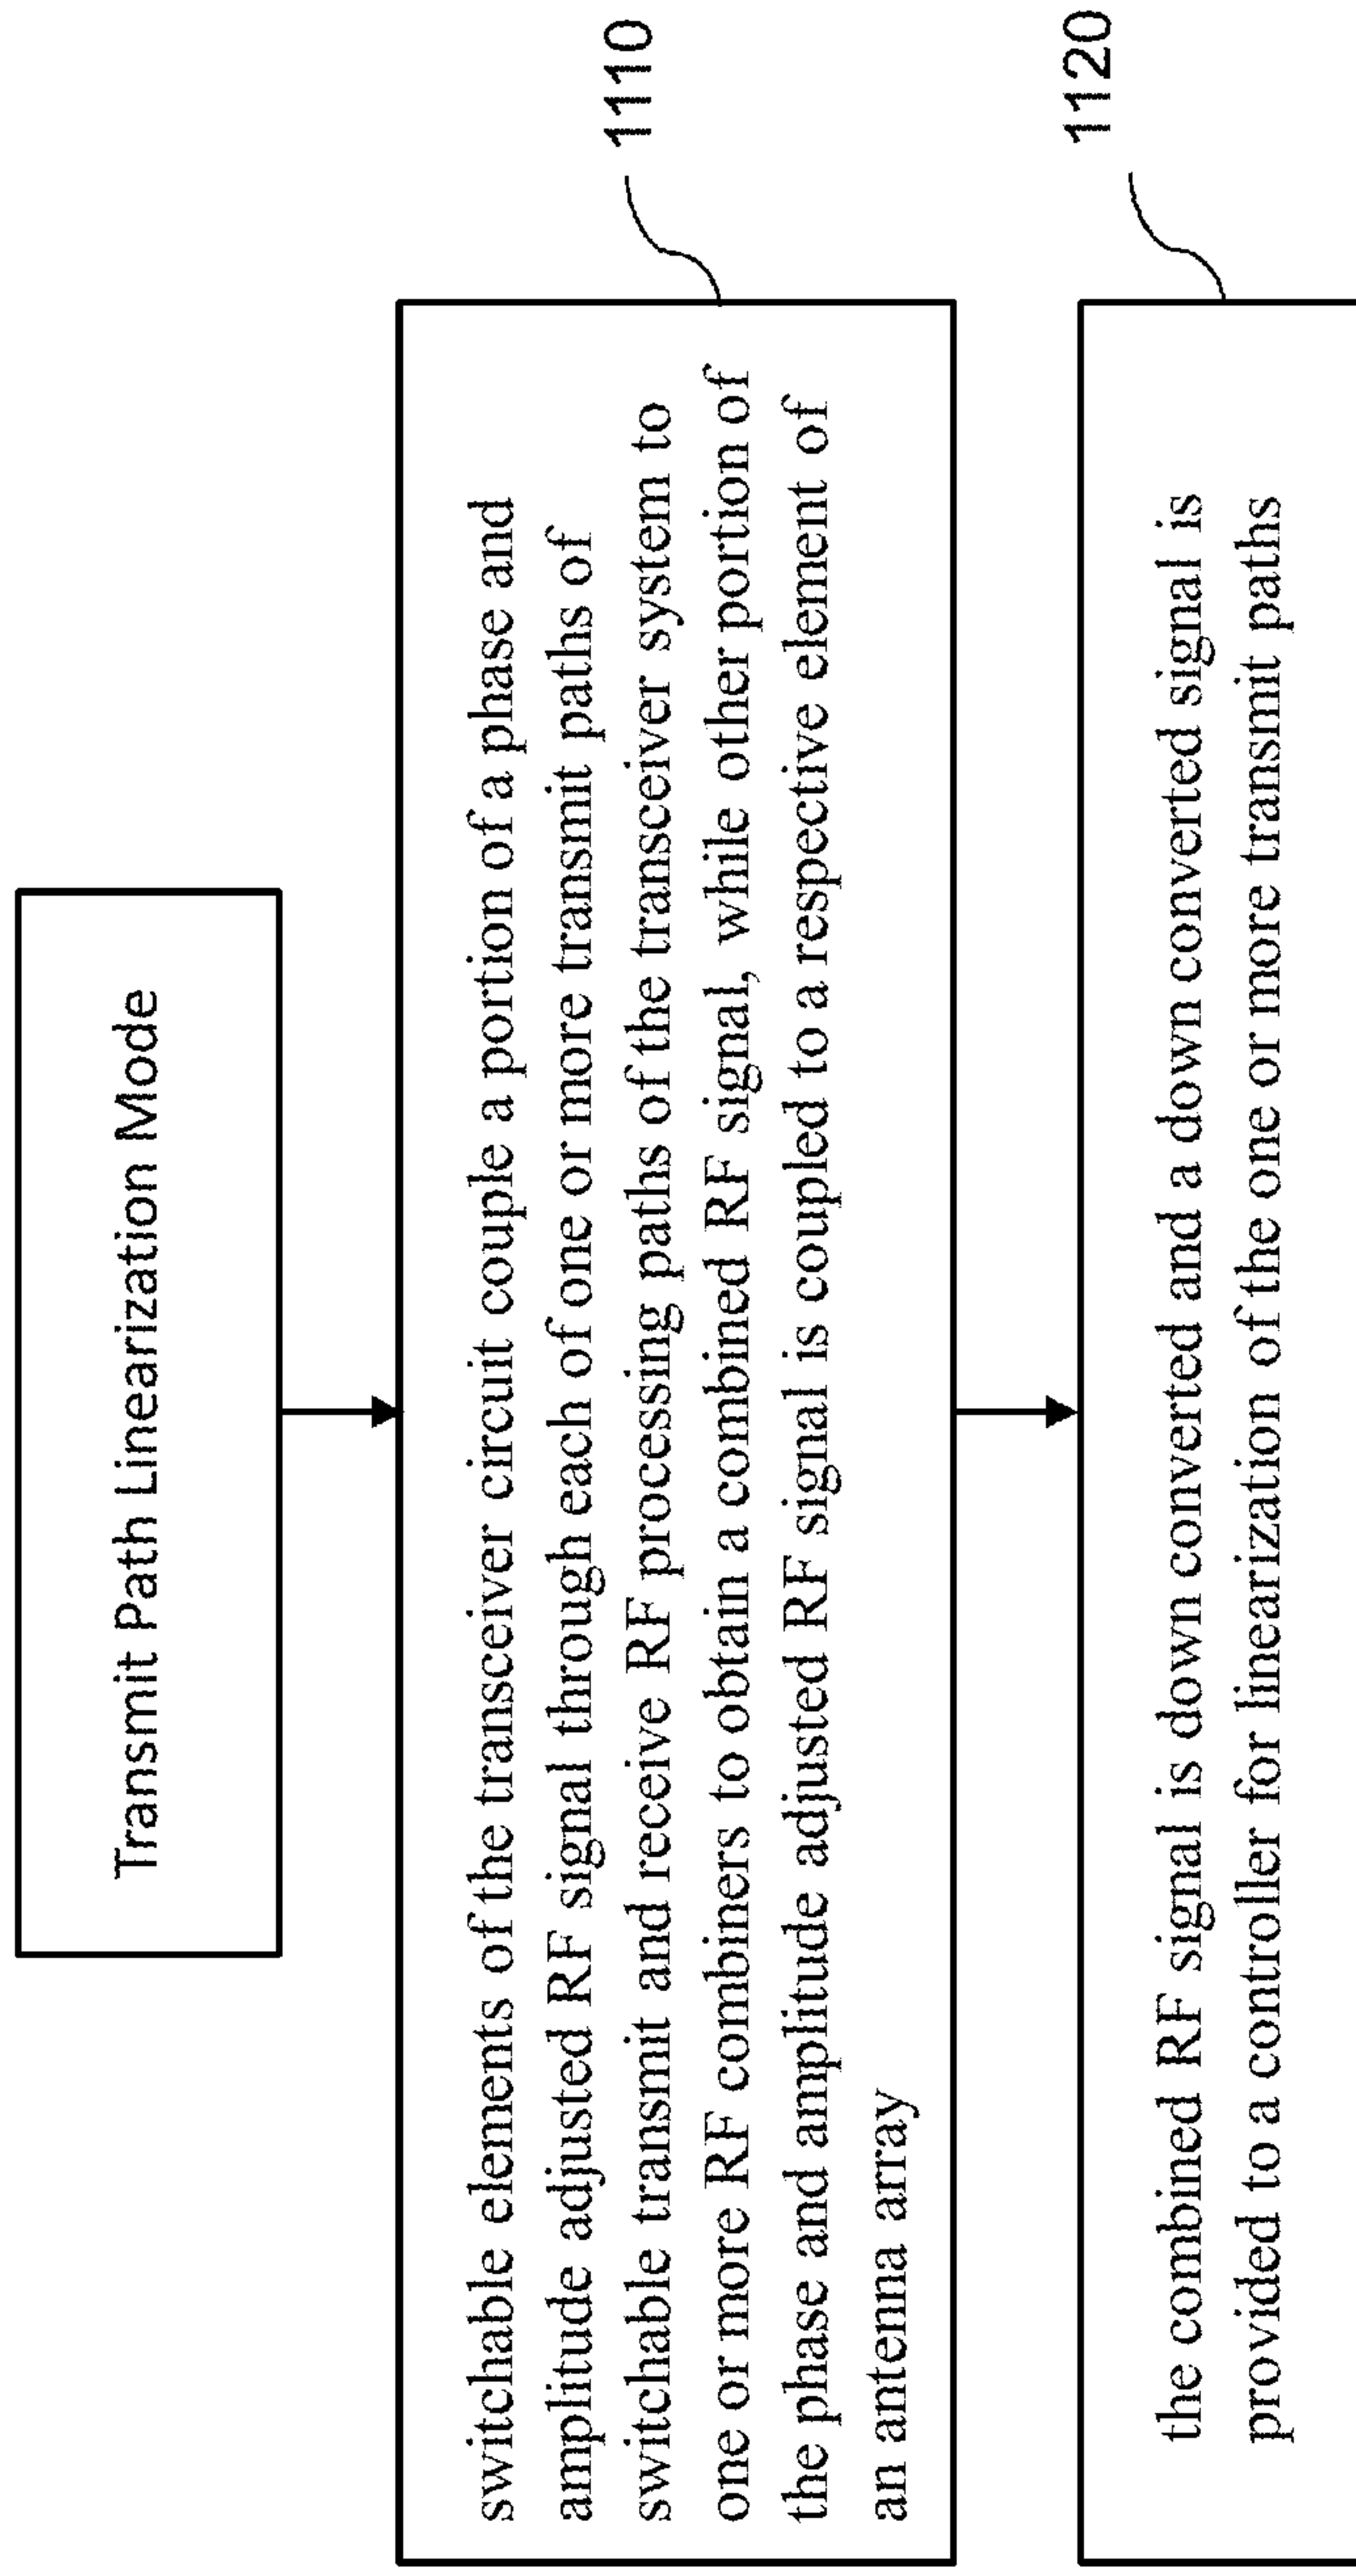 Transmit Path Linearization Mode
switchable elements of the transceiver circuit couple a portion of a phase and
amplitude adjusted RF signal through each of one or more transmit paths of
switchable transmit and receive RF processing paths of the transceiver system to
one or more RF combiners to obtain a combined RF signal, while other portion of
the phase and amplitude adjusted RF signal is coupled to a respective element of
an antenna array
1110
the combined RF signal is down converted and a down converted signal is
provided to a controller for linearization of the one or more transmit paths
1120